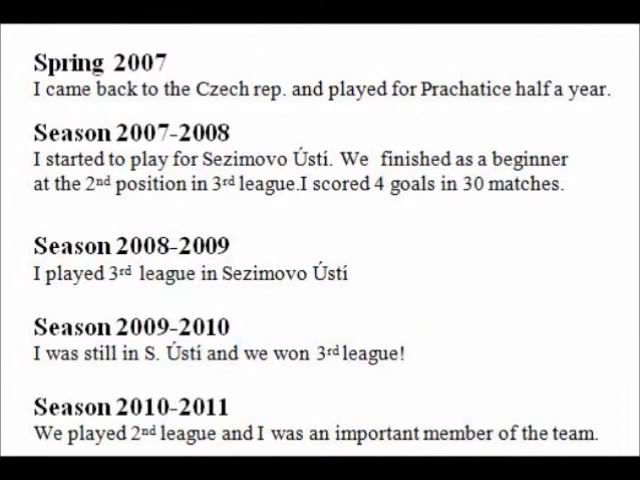 Spring 2007
I came back to the Czech rep. and played for Prachatice half a year.
Season 2007-2008
I started to play for Sezimovo Ústí. We finished as a beginner
at the 2nd position in 3rd league.I scored 4 goals in 30 matches.
Season 2008-2009
I played 3rd league in Sezimovo Ústí
Season 2009-2010
I was still in S. Ústí and we won 3rd league!
Season 2010-2011
We played 2nd league and I was an important member of the team.